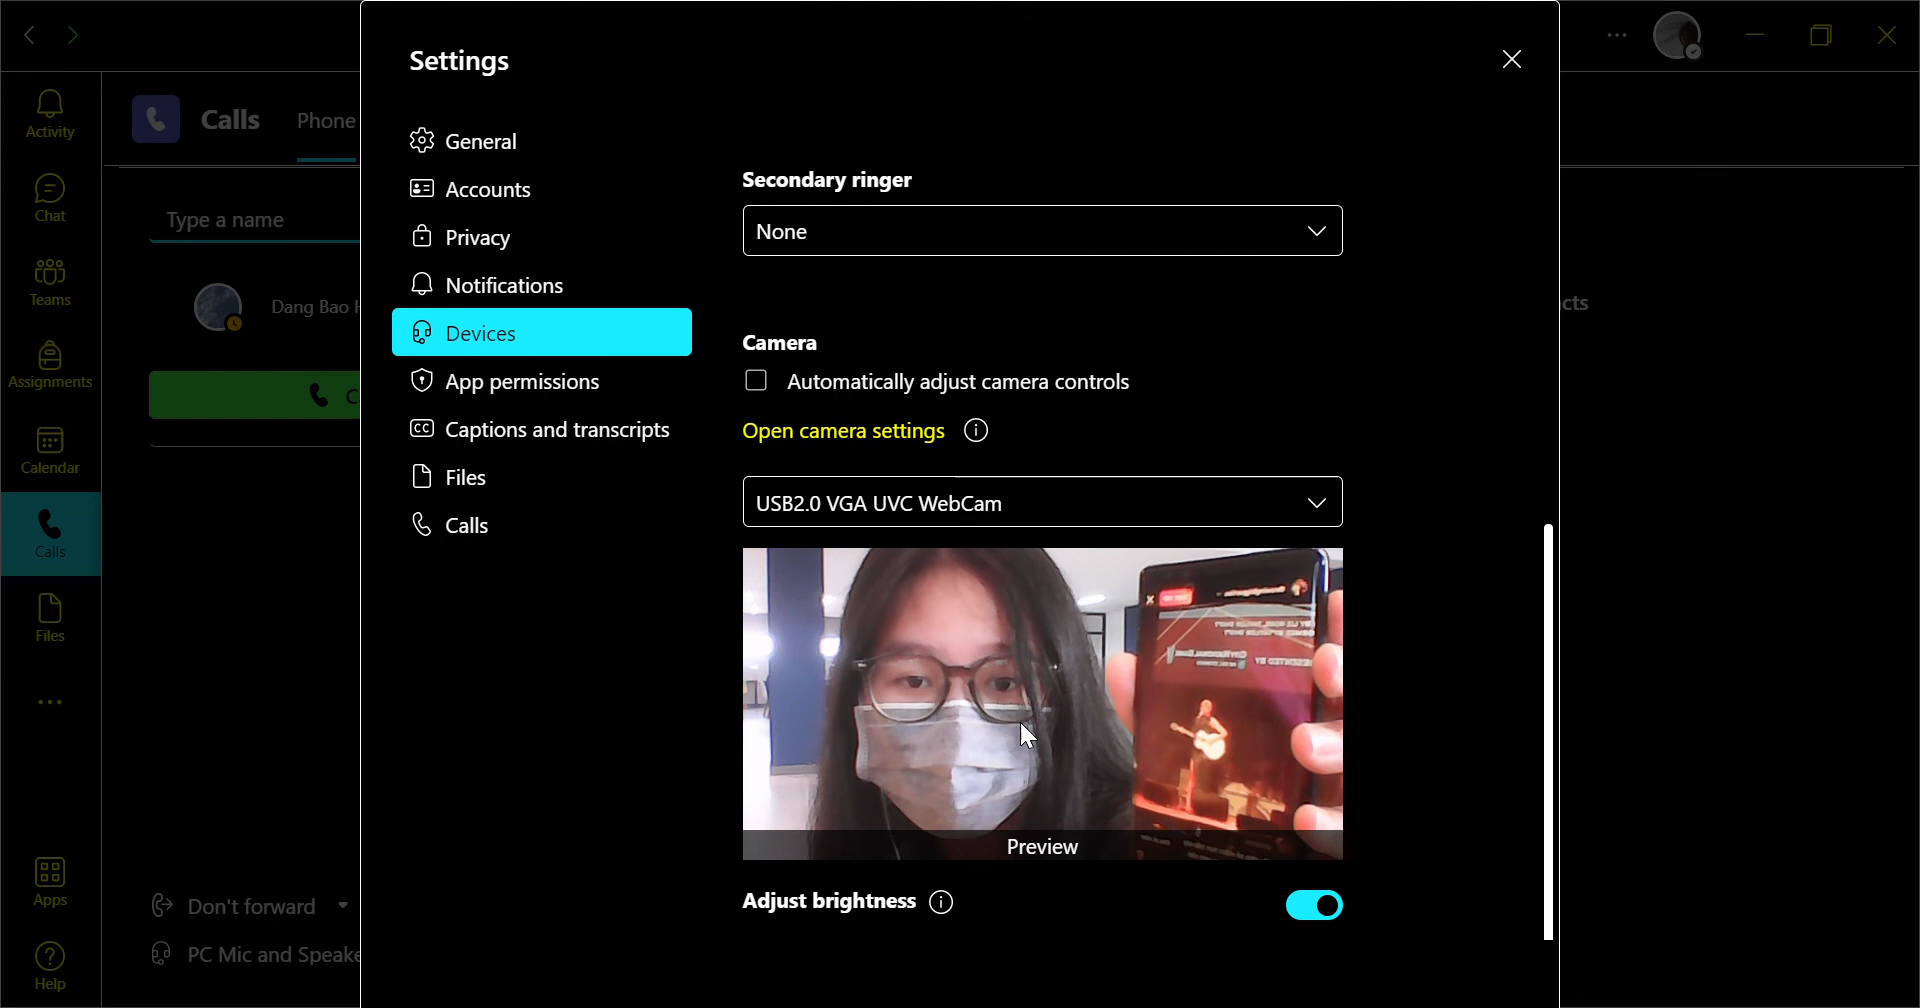 Settings
Activity
Chat
Teams
Assignments
Calendar
Calls
Files
Apps
Help
Calls
Phone
Type a name
Dang Bao
Don't forward
PC Mic and Speake
General
Accounts
Privacy
Notifications
Devices
App permissions
Captions and transcripts
Files
Calls
Secondary ringer
None
Camera
Automatically adjust camera controls
Open camera settings
USB2.0 VGA UVC WebCam
Preview
Adjust brightness
cts